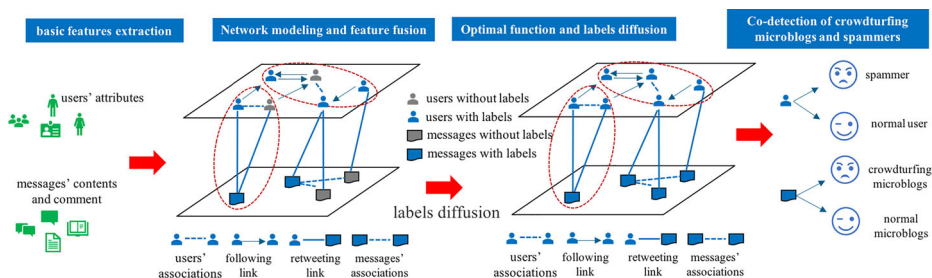 basic features extraction
Network modeling and feature fusion
Optimal function and labels diffusion
Co-detection of crowdturfing
microblogs and spammers
users' attributes
messages' contents
and comment
users without labels
users with labels
messages without labels
messages with labels
labels diffusion
spammer
normal user
crowdturfing
microblogs
normal
microblogs
users'
associations
following
link
retweeting
link
messages'
associations
users'
associations
following
link
retweeting
link
messages'
associations